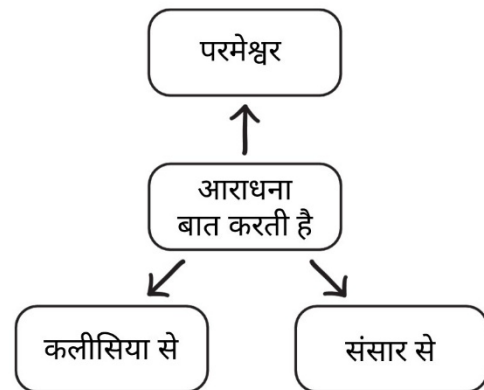 परमेश्वर
आराधना
बात करती है
कलीसिया से
संसार से